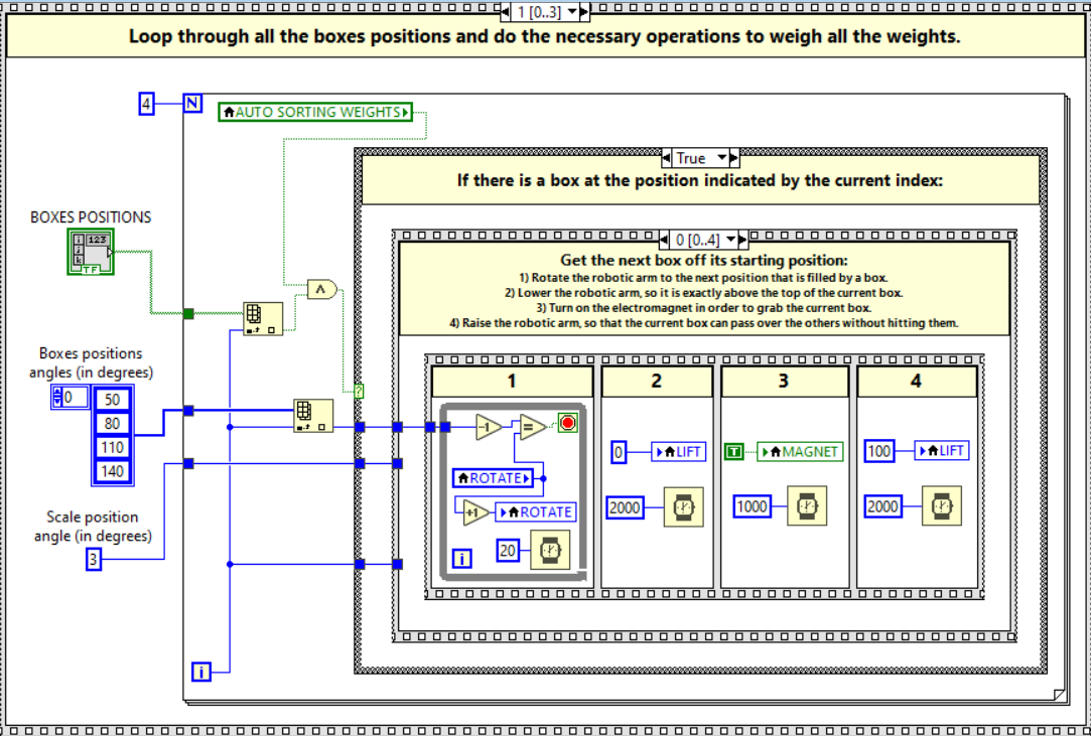 1 [0..3]
Loop through all the boxes positions and do the necessary operations to weigh all the weights.
4
N
AUTO SORTING WEIGHTS
True
If there is a box at the position indicated by the current index:
BOXES POSITIONS
123
TF
0 [0..4]
Get the next box off its starting position:
1) Rotate the robotic arm to the next position that is filled by a box.
2) Lower the robotic arm, so it is exactly above the top of the current box.
3) Turn on the electromagnet in order to grab the current box.
4) Raise the robotic arm, so that the current box can pass over the others without hitting them.
Boxes positions
angles (in degrees)
0
50
80
110
140
?
1
2
3
4
-1
=
ROTATE
+1
ROTATE
i
20
0
LIFT
2000
T
MAGNET
1000
100
LIFT
2000
Scale position
angle (in degrees)
3
i